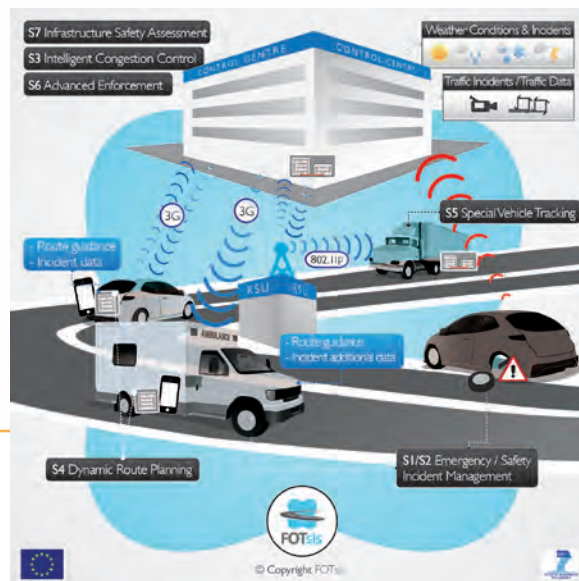 S7 Infrastructure Safety Assessment
S3 Intelligent Congestion Control
S6 Advanced Enforcement
Weather Conditions & Incidents
Traffic Incidents / Traffic Data
CONTROL CENTRE
CONTROL CENTRE
3G
3G
S5 Special Vehicle Tracking
802.11p
- Route guidance
- Incident data
RSU
AMBULANCE
- Route guidance
- Incident additional data
S4 Dynamic Route Planning
S1/S2 Emergency / Safety
Incident Management
FOTsis
© Copyright FOTsis